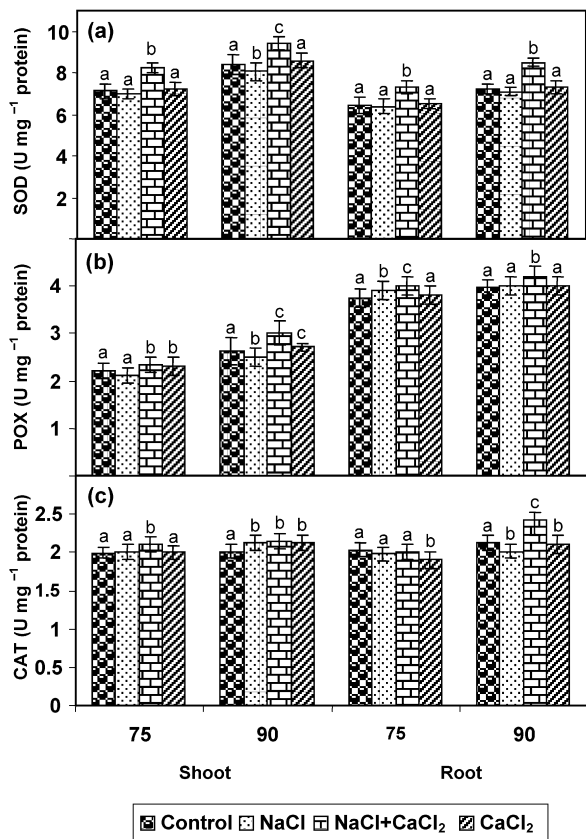 (a)
SOD (U mg −1 protein)
10
8
6
4
2
a a b a
a b c a
a a b a
a a b a
(b)
POX (U mg −1 protein)
4
3
2
1
a a b b
a b c c
a b c a
a a b a
(c)
CAT (U mg −1 protein)
2.5
2
1.5
1
0.5
0
a a b a
a b b b
a a a b
a b c b
75 90 75 90
Shoot Root
Control NaCl NaCl+CaCl₂ CaCl₂